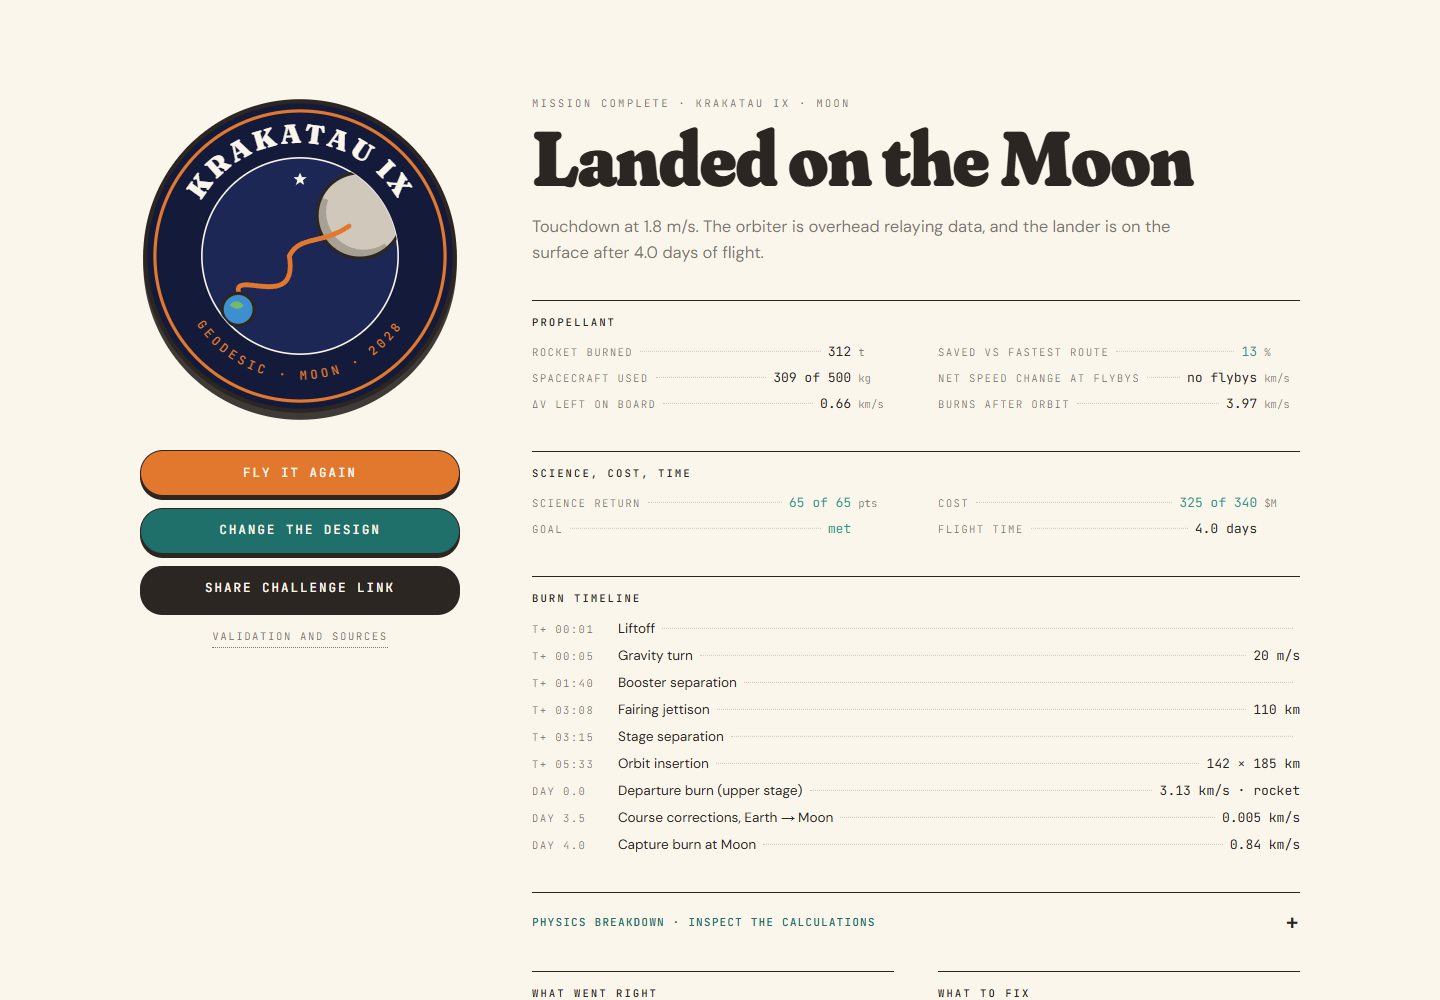 KRAKATAU IX
GEODESIC · MOON · 2028
FLY IT AGAIN
CHANGE THE DESIGN
SHARE CHALLENGE LINK
VALIDATION AND SOURCES
MISSION COMPLETE · KRAKATAU IX · MOON
Landed on the Moon
Touchdown at 1.8 m/s. The orbiter is overhead relaying data, and the lander is on the
surface after 4.0 days of flight.
PROPELLANT
ROCKET BURNED 312 t
SPACECRAFT USED 309 of 500 kg
ΔV LEFT ON BOARD 0.66 km/s
SAVED VS FASTEST ROUTE 13 %
NET SPEED CHANGE AT FLYBYS no flybys km/s
BURNS AFTER ORBIT 3.97 km/s
SCIENCE, COST, TIME
SCIENCE RETURN 65 of 65 pts
GOAL met
COST 325 of 340 $M
FLIGHT TIME 4.0 days
BURN TIMELINE
T+ 00:01 Liftoff
T+ 00:05 Gravity turn 20 m/s
T+ 01:40 Booster separation
T+ 03:08 Fairing jettison 110 km
T+ 03:15 Stage separation
T+ 05:33 Orbit insertion 142 × 185 km
DAY 0.0 Departure burn (upper stage) 3.13 km/s · rocket
DAY 3.5 Course corrections, Earth → Moon 0.005 km/s
DAY 4.0 Capture burn at Moon 0.84 km/s
PHYSICS BREAKDOWN · INSPECT THE CALCULATIONS +
WHAT WENT RIGHT
WHAT TO FIX